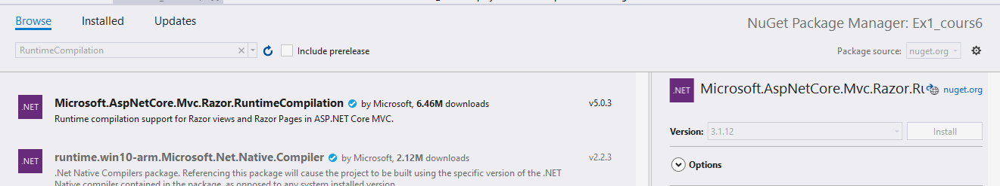 Browse
Installed
Updates
NuGet Package Manager: Ex1_cours6
RuntimeCompilation
Include prerelease
Package source:
nuget.org
.NET
Microsoft.AspNetCore.Mvc.Razor.RuntimeCompilation
by Microsoft, 6.46M downloads
v5.0.3
Runtime compilation support for Razor views and Razor Pages in ASP.NET Core MVC.
.NET
runtime.win10-arm.Microsoft.Net.Native.Compiler
by Microsoft, 2.12M downloads
v2.2.3
.Net Native Compilers package. Referencing this package will cause the project to be built using the specific version of the .NET
Native compiler contained in the package, as opposed to any system installed version.
.NET
Microsoft.AspNetCore.Mvc.Razor.Ru
nuget.org
Version:
3.1.12
Install
Options